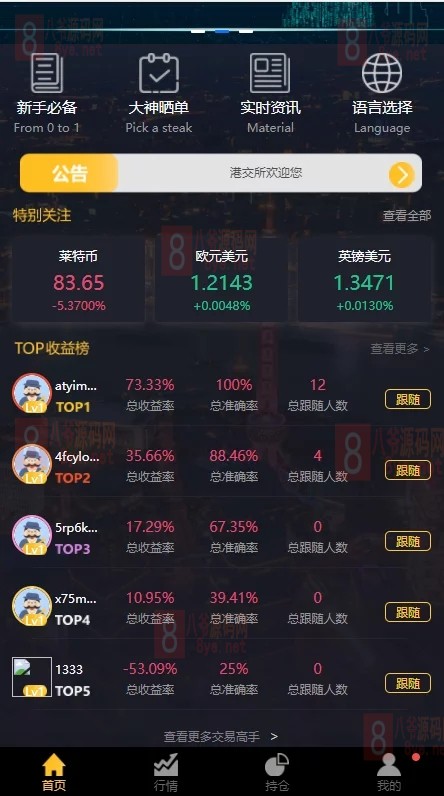 八爷源码网
8ye.net
新手必备
大神晒单
实时资讯
语言选择
From 0 to 1
Pick a steak
Material
Language
公告
港交所欢迎您
特别关注
查看全部
莱特币
欧元美元
英镑美元
83.65
1.2143
1.3471
-5.3700%
+0.0048%
+0.0130%
TOP收益榜
查看更多 >
atyim...
73.33%
100%
12
Lv1
TOP1
总收益率
总准确率
总跟随人数
跟随
4fcylo...
35.66%
88.46%
4
Lv1
TOP2
总收益率
总准确率
总跟随人数
跟随
5rp6k...
17.29%
67.35%
0
Lv1
TOP3
总收益率
总准确率
总跟随人数
跟随
x75m...
10.95%
39.41%
0
Lv1
TOP4
总收益率
总准确率
总跟随人数
跟随
1333
-53.09%
25%
0
Lv1
TOP5
总收益率
总准确率
总跟随人数
跟随
查看更多交易高手 >
首页
行情
持仓
我的